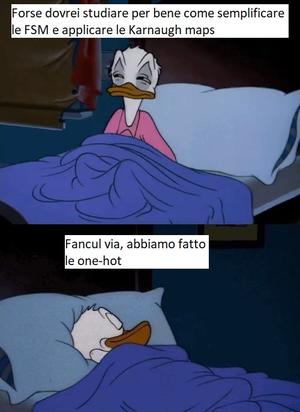 Forse dovrei studiare per bene come semplificare
le FSM e applicare le Karnaugh maps
Fancul via, abbiamo fatto
le one-hot